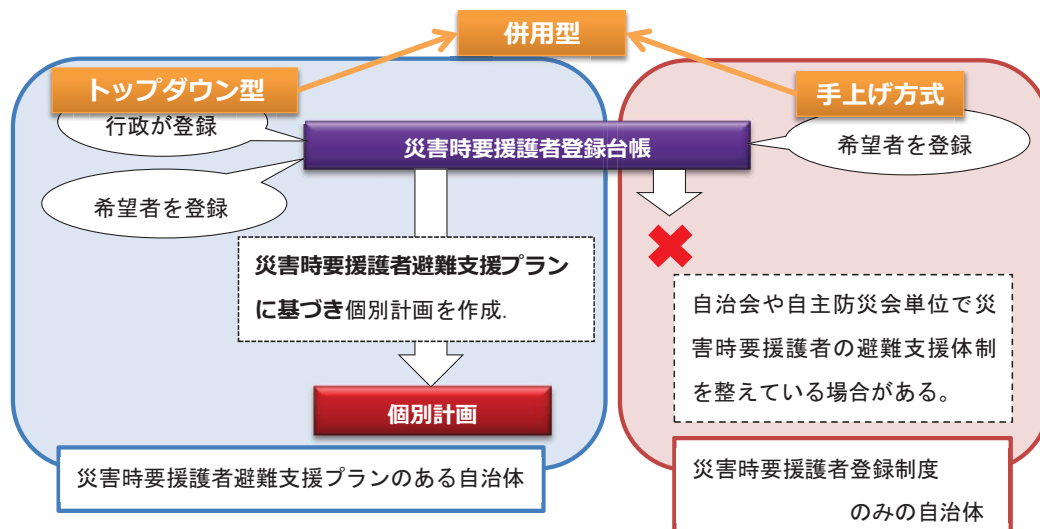 併用型
トップダウン型
手上げ方式
行政が登録
災害時要援護者登録台帳
希望者を登録
希望者を登録
災害時要援護者避難支援プラン
に基づき個別計画を作成.
自治会や自主防災会単位で災
害時要援護者の避難支援体制
を整えている場合がある。
個別計画
災害時要援護者避難支援プランのある自治体
災害時要援護者登録制度
のみの自治体